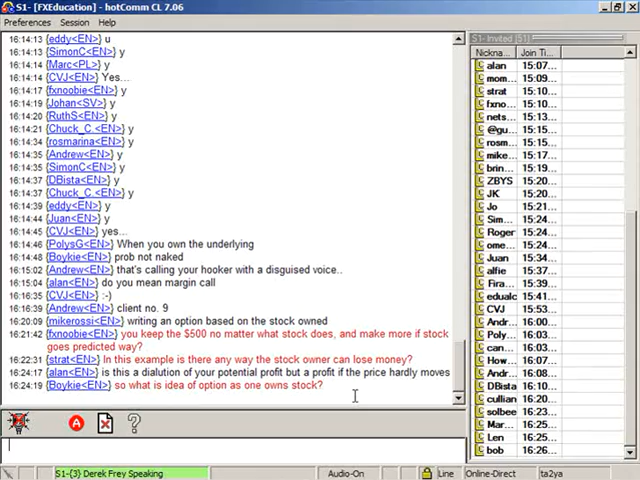 S1- [FXEducation] - hotComm CL 7.06
Preferences Session Help
16:14:13 {eddy<EN>} u
16:14:13 {SimonC<EN>} y
16:14:14 {Marc<PL>} y
16:14:14 {CVJ<EN>} Yes...
16:14:17 {fxnoobie<EN>} y
16:14:19 {Johan<SV>} y
16:14:20 {RuthS<EN>} y
16:14:21 {Chuck_C.<EN>} y
16:14:34 {rosmarina<EN>} y
16:14:35 {Andrew<EN>} y
16:14:35 {SimonC<EN>} y
16:14:37 {DBista<EN>} y
16:14:37 {Chuck_C.<EN>} y
16:14:39 {eddy<EN>} y
16:14:44 {Juan<EN>} y
16:14:45 {CVJ<EN>} yes...
16:14:46 {PolysG<EN>} When you own the underlying
16:14:48 {Boykie<EN>} prob not naked
16:15:02 {Andrew<EN>} that's calling your hooker with a disguised voice..
16:15:04 {alan<EN>} do you mean margin call
16:16:35 {CVJ<EN>} :-)
16:16:39 {Andrew<EN>} client no. 9
16:20:09 {mikerossi<EN>} writing an option based on the stock owned
16:21:42 {fxnoobie<EN>} you keep the $500 no matter what stock does, and make more if stock
goes predicted way?
16:22:31 {strat<EN>} In this example is there any way the stock owner can lose money?
16:24:17 {alan<EN>} is this a dialution of your potential profit but a profit if the price hardly moves
16:24:19 {Boykie<EN>} so what is idea of option as one owns stock?
S1- Invited (51)
Nickna... Join Ti...
alan 15:07...
mom... 15:09...
strat 15:10...
fxno... 15:10...
nets... 15:13...
@gu... 15:15...
rosm... 15:15...
mike... 15:17...
brin... 15:19...
ZBYS 15:20...
JK 15:20...
Jo 15:21...
Sim... 15:24...
Roger 15:24...
ome... 15:24...
Juan 15:24...
alfie 15:37...
Fira... 15:39...
edualc 15:41...
CVJ 15:57...
Andr... 16:00...
Poly... 16:03...
can... 16:03...
How... 16:07...
Andr... 16:07...
DBista 16:10...
cullian 16:20...
solbee 16:23...
Mar... 16:24...
Len 16:25...
bob 16:26...
S1-{3} Derek Frey Speaking Audio-On Line Online-Direct ta2ya